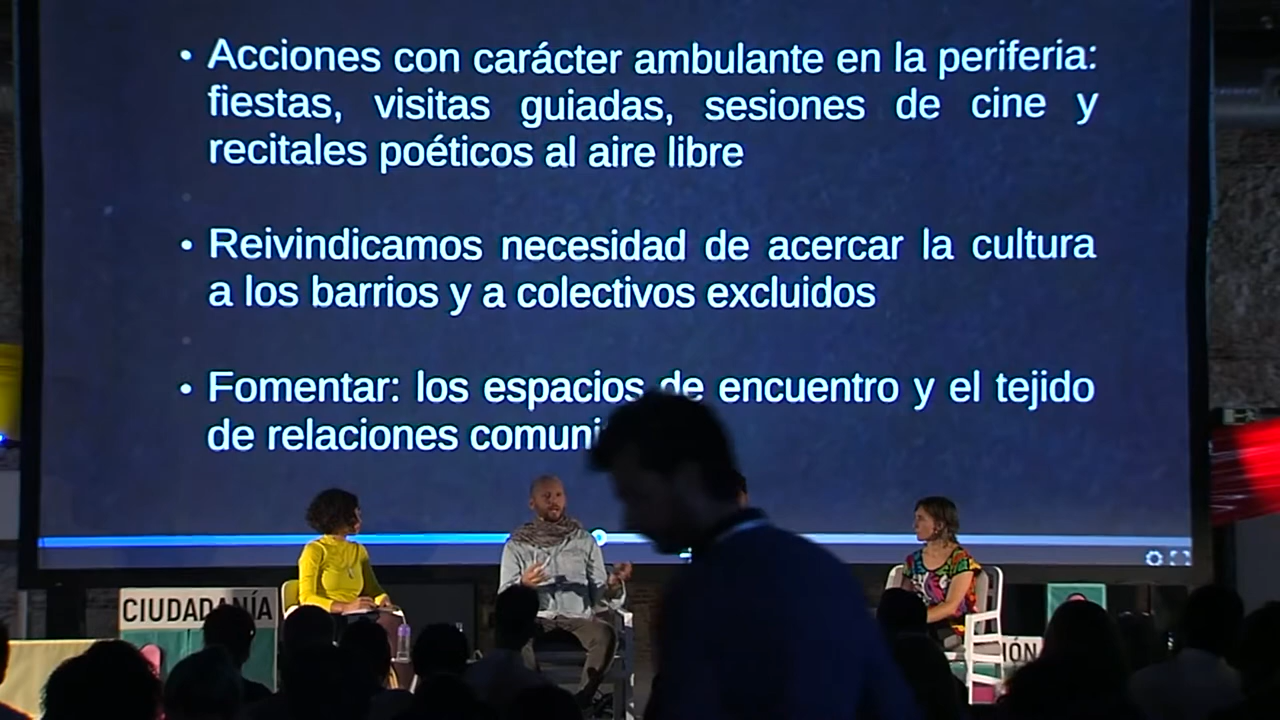 • Acciones con carácter ambulante en la periferia:
fiestas, visitas guiadas, sesiones de cine y
recitales poéticos al aire libre
• Reivindicamos necesidad de acercar la cultura
a los barrios y a colectivos excluidos
• Fomentar: los espacios de encuentro y el tejido
de relaciones
CIUDADANÍA